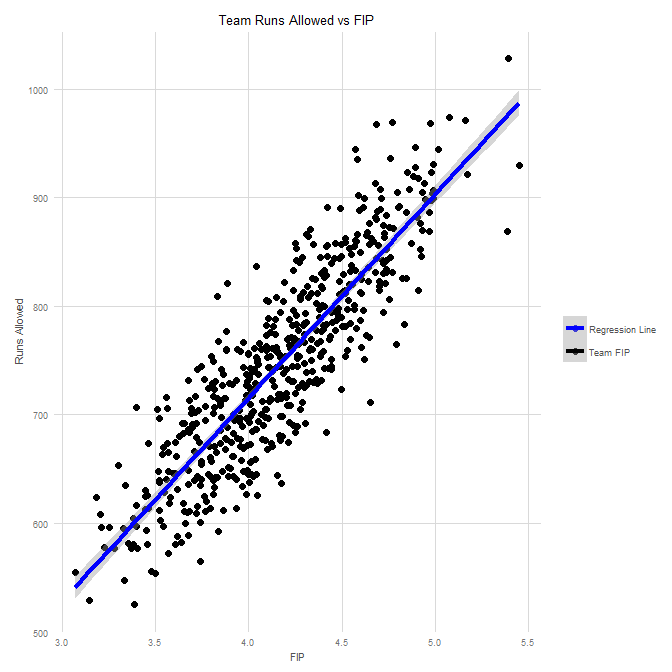 Team Runs Allowed vs FIP
1000
900
800
700
600
500
Runs Allowed
3.0 3.5 4.0 4.5 5.0 5.5
FIP
Regression Line
Team FIP